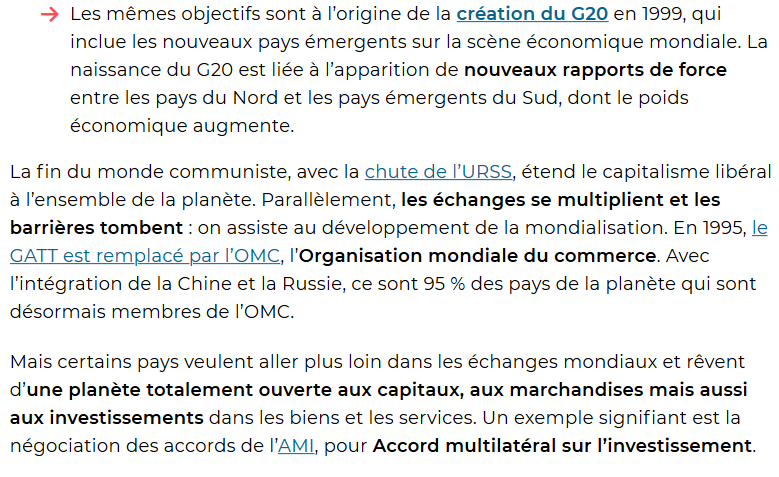 Les mêmes objectifs sont à l’origine de la création du G20 en 1999, qui
inclue les nouveaux pays émergents sur la scène économique mondiale. La
naissance du G20 est liée à l’apparition de nouveaux rapports de force
entre les pays du Nord et les pays émergents du Sud, dont le poids
économique augmente.
La fin du monde communiste, avec la chute de l’URSS, étend le capitalisme libéral
à l’ensemble de la planète. Parallèlement, les échanges se multiplient et les
barrières tombent : on assiste au développement de la mondialisation. En 1995, le
GATT est remplacé par l’OMC, l’Organisation mondiale du commerce. Avec
l’intégration de la Chine et la Russie, ce sont 95 % des pays de la planète qui sont
désormais membres de l’OMC.
Mais certains pays veulent aller plus loin dans les échanges mondiaux et rêvent
d’une planète totalement ouverte aux capitaux, aux marchandises mais aussi
aux investissements dans les biens et les services. Un exemple signifiant est la
négociation des accords de l’AMI, pour Accord multilatéral sur l’investissement.